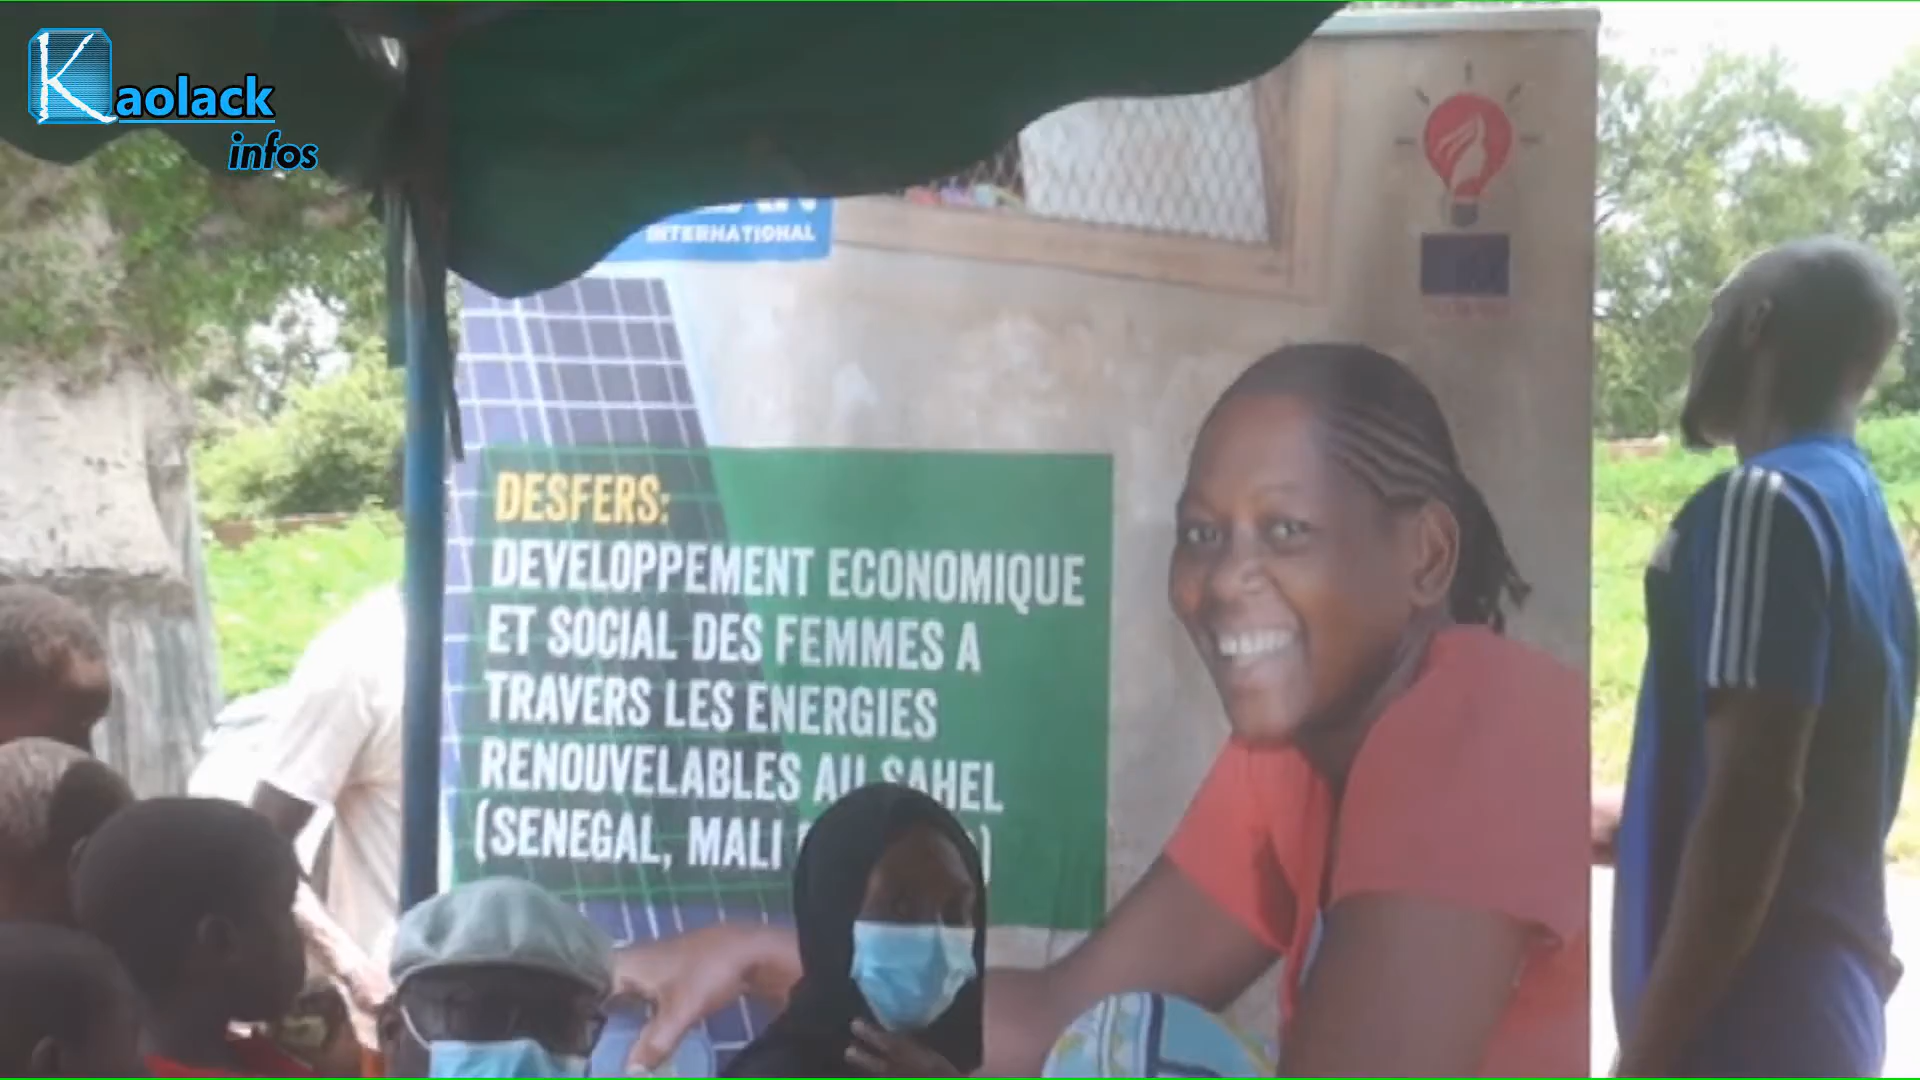 Kaolack
infos
INTERNATIONAL
DESFERS:
DEVELOPPEMENT ECONOMIQUE
ET SOCIAL DES FEMMES A
TRAVERS LES ENERGIES
RENOUVELABLES AU SAHEL
(SENEGAL, MALI